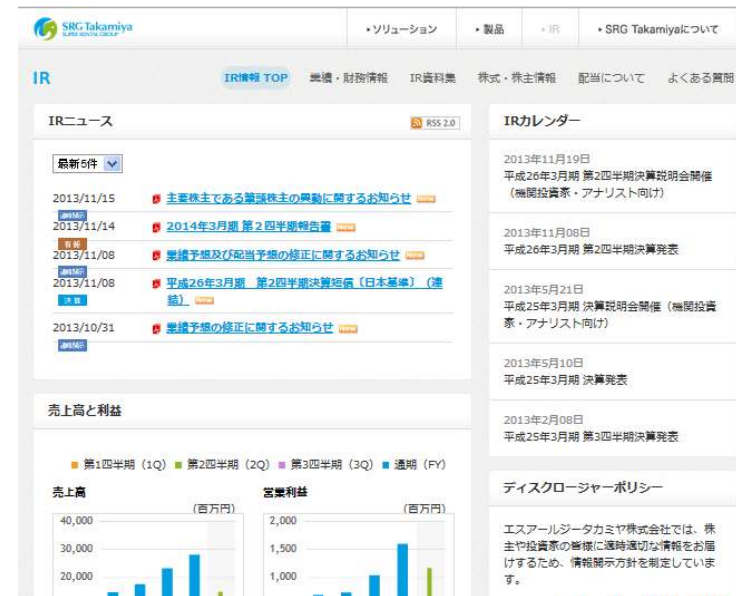 SRG Takamiya
SUPER RENTAL GROUP
・ソリューション
・製品
・IR
・SRG Takamiyaについて
IR
IR情報 TOP
業績・財務情報
IR資料集
株式・株主情報
配当について
よくある質問
IRニュース
RSS 2.0
最新5件
2013/11/15 主要株主である筆頭株主の異動に関するお知らせ New
適時開示
2013/11/14 2014年3月期 第2四半期報告書 New
有報
2013/11/08 業績予想及び配当予想の修正に関するお知らせ New
適時開示
2013/11/08 平成26年3月期 第2四半期決算短信〔日本基準〕（連
結） New
決算
2013/10/31 業績予想の修正に関するお知らせ New
適時開示
売上高と利益
第1四半期（1Q） 第2四半期（2Q） 第3四半期（3Q） 通期（FY）
売上高
（百万円）
40,000
30,000
20,000
営業利益
（百万円）
2,000
1,500
1,000
IRカレンダー
2013年11月19日
平成26年3月期 第2四半期決算説明会開催
（機関投資家・アナリスト向け）
2013年11月08日
平成26年3月期 第2四半期決算発表
2013年5月21日
平成25年3月期 決算説明会開催（機関投資
家・アナリスト向け）
2013年5月10日
平成25年3月期 決算発表
2013年2月08日
平成25年3月期 第3四半期決算発表
ディスクロージャーポリシー
エスアールジータカミヤ株式会社では、株
主や投資家の皆様に適時適切な情報をお届
けするため、情報開示方針を制定していま
す。